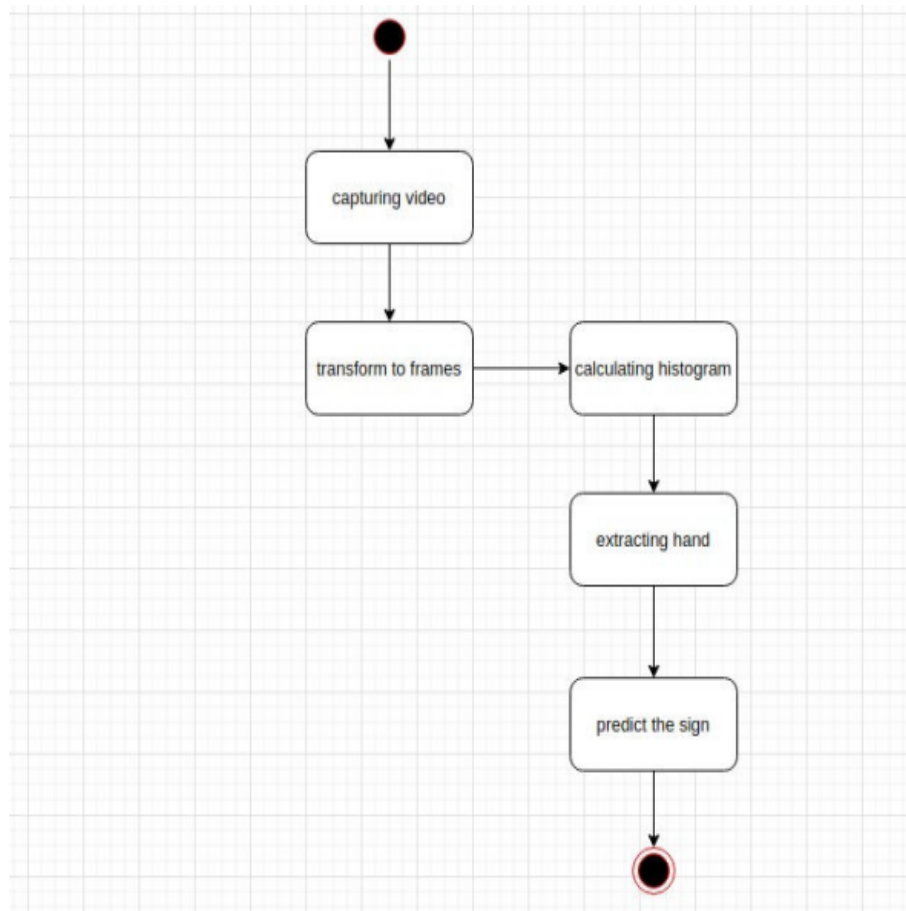 capturing video
transform to frames
calculating histogram
extracting hand
predict the sign